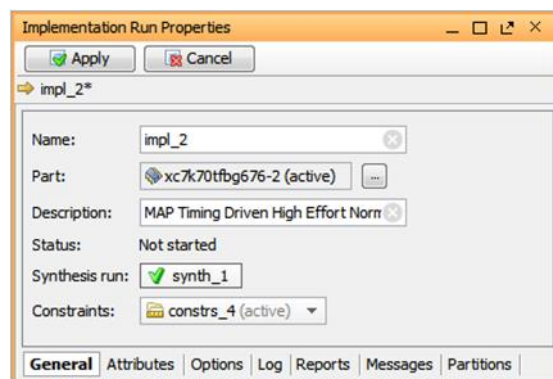 Implementation Run Properties
Apply Cancel
impl_2*
Name: impl_2
Part: xc7k70tfbg676-2 (active) ...
Description: MAP Timing Driven High Effort Norm
Status: Not started
Synthesis run: synth_1
Constraints: constrs_4 (active)
General Attributes Options Log Reports Messages Partitions